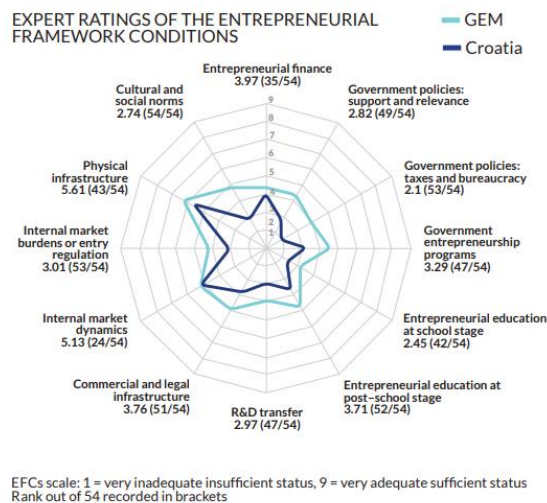 EXPERT RATINGS OF THE ENTREPRENEURIAL
FRAMEWORK CONDITIONS
GEM
Croatia
Entrepreneurial finance
3.97 (35/54)
Cultural and
social norms
2.74 (54/54)
Government policies:
support and relevance
2.82 (49/54)
Physical
infrastructure
5.61 (43/54)
Government policies:
taxes and bureaucracy
2.1 (53/54)
Internal market
burdens or entry
regulation
3.01 (53/54)
Government
entrepreneurship
programs
3.29 (47/54)
Internal market
dynamics
5.13 (24/54)
Entrepreneurial education
at school stage
2.45 (42/54)
Commercial and legal
infrastructure
3.76 (51/54)
Entrepreneurial education at
post–school stage
3.71 (52/54)
R&D transfer
2.97 (47/54)
9
8
7
6
5
4
3
2
1
EFCs scale: 1 = very inadequate insufficient status, 9 = very adequate sufficient status
Rank out of 54 recorded in brackets